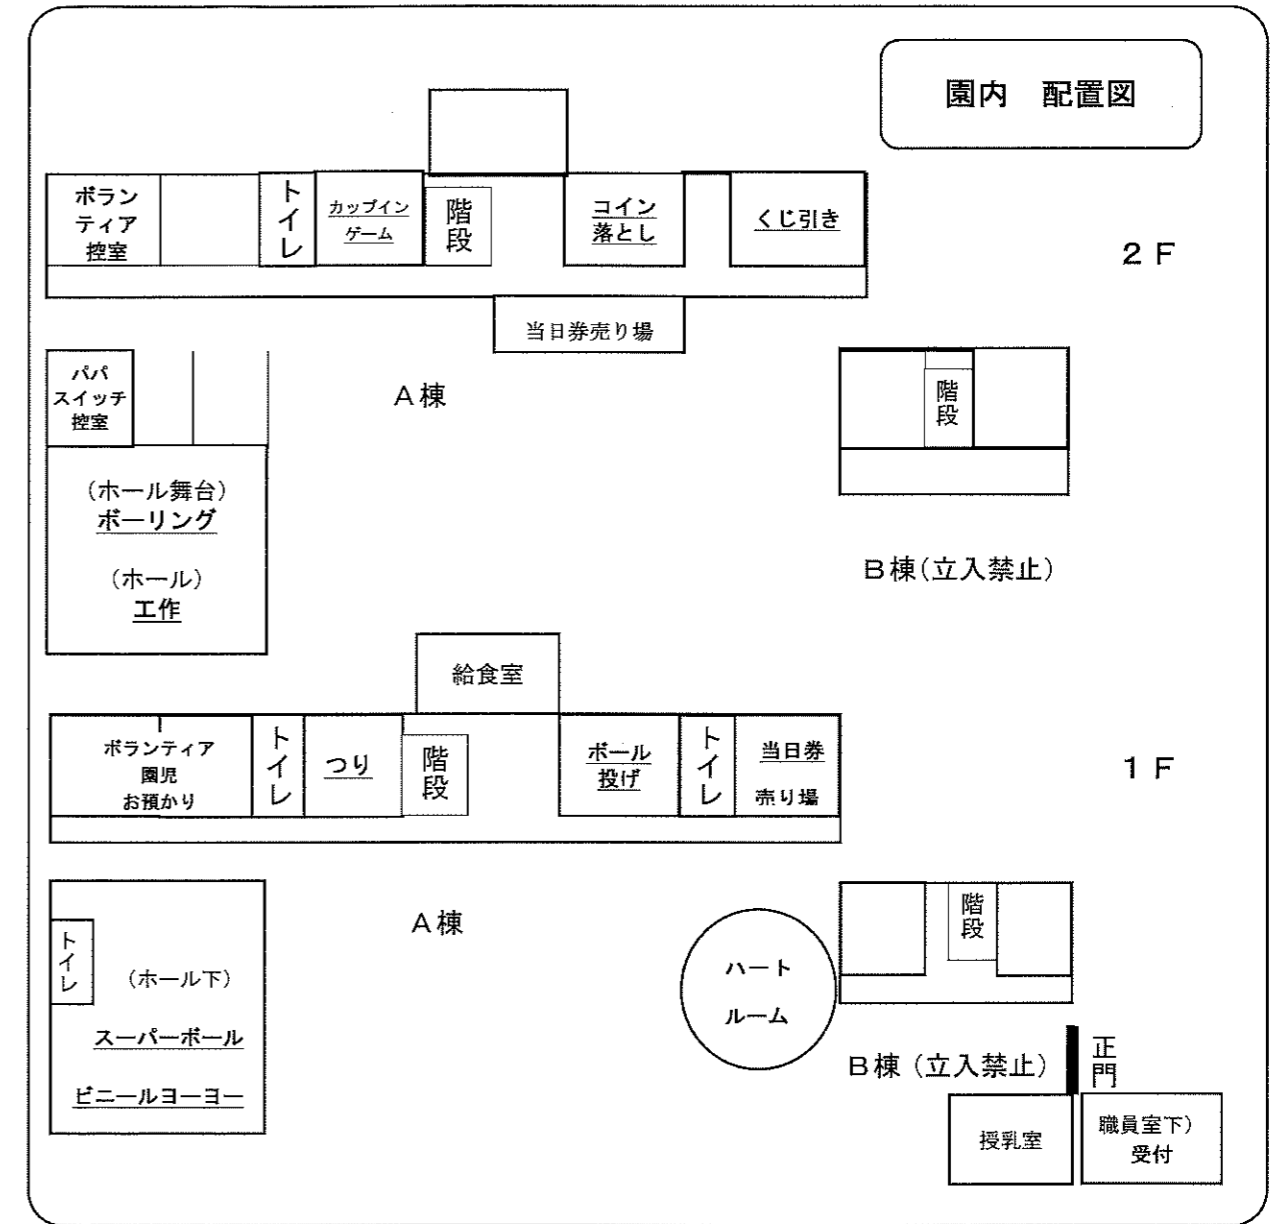 園内　配置図
ボラン
ティア
控室
トイレ
カップイン
ゲーム
階段
コイン
落とし
くじ引き
2F
当日券売り場
パパ
スイッチ
控室
A棟
階段
(ホール舞台)
ボーリング
(ホール)
工作
B棟(立入禁止)
給食室
ボランティア
園児
お預かり
トイレ
つり
階段
ボール
投げ
トイレ
当日券
売り場
1F
トイレ
(ホール下)
スーパーボール
ビニールヨーヨー
A棟
ハート
ルーム
階段
B棟(立入禁止)
正門
授乳室
職員室下)
受付